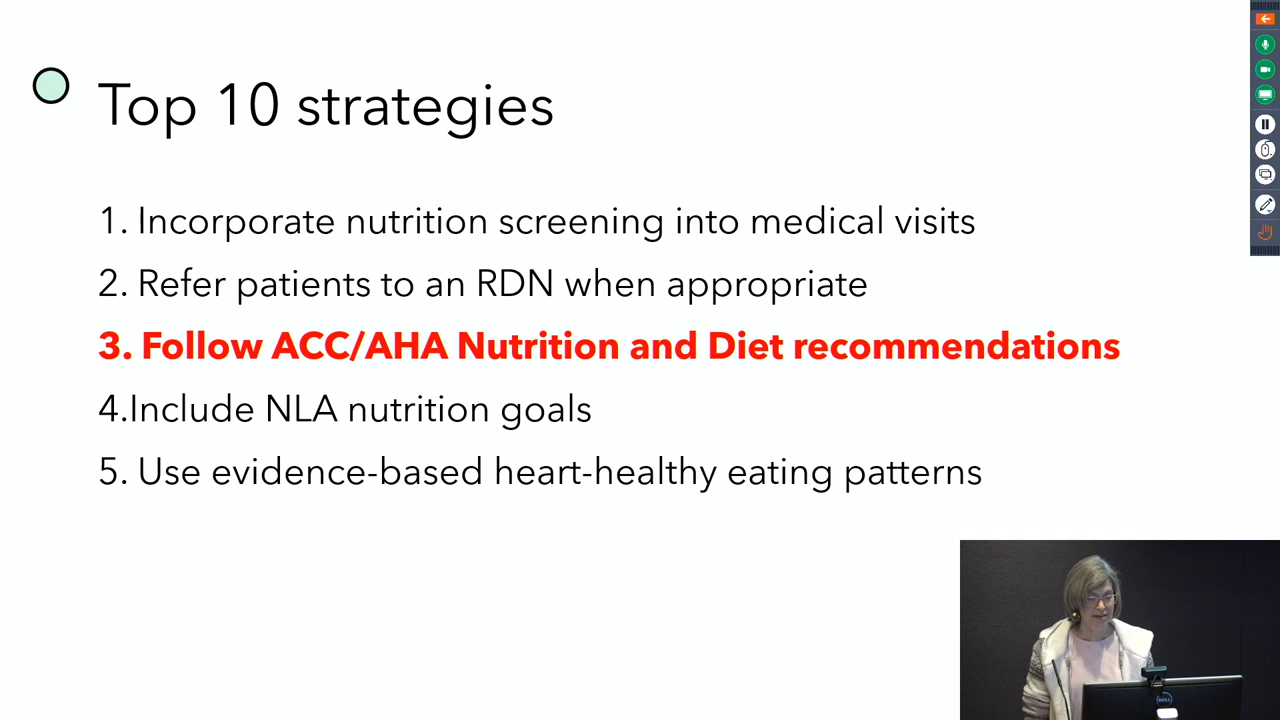 Top 10 strategies
1. Incorporate nutrition screening into medical visits
2. Refer patients to an RDN when appropriate
3. Follow ACC/AHA Nutrition and Diet recommendations
4.Include NLA nutrition goals
5. Use evidence-based heart-healthy eating patterns
DELL